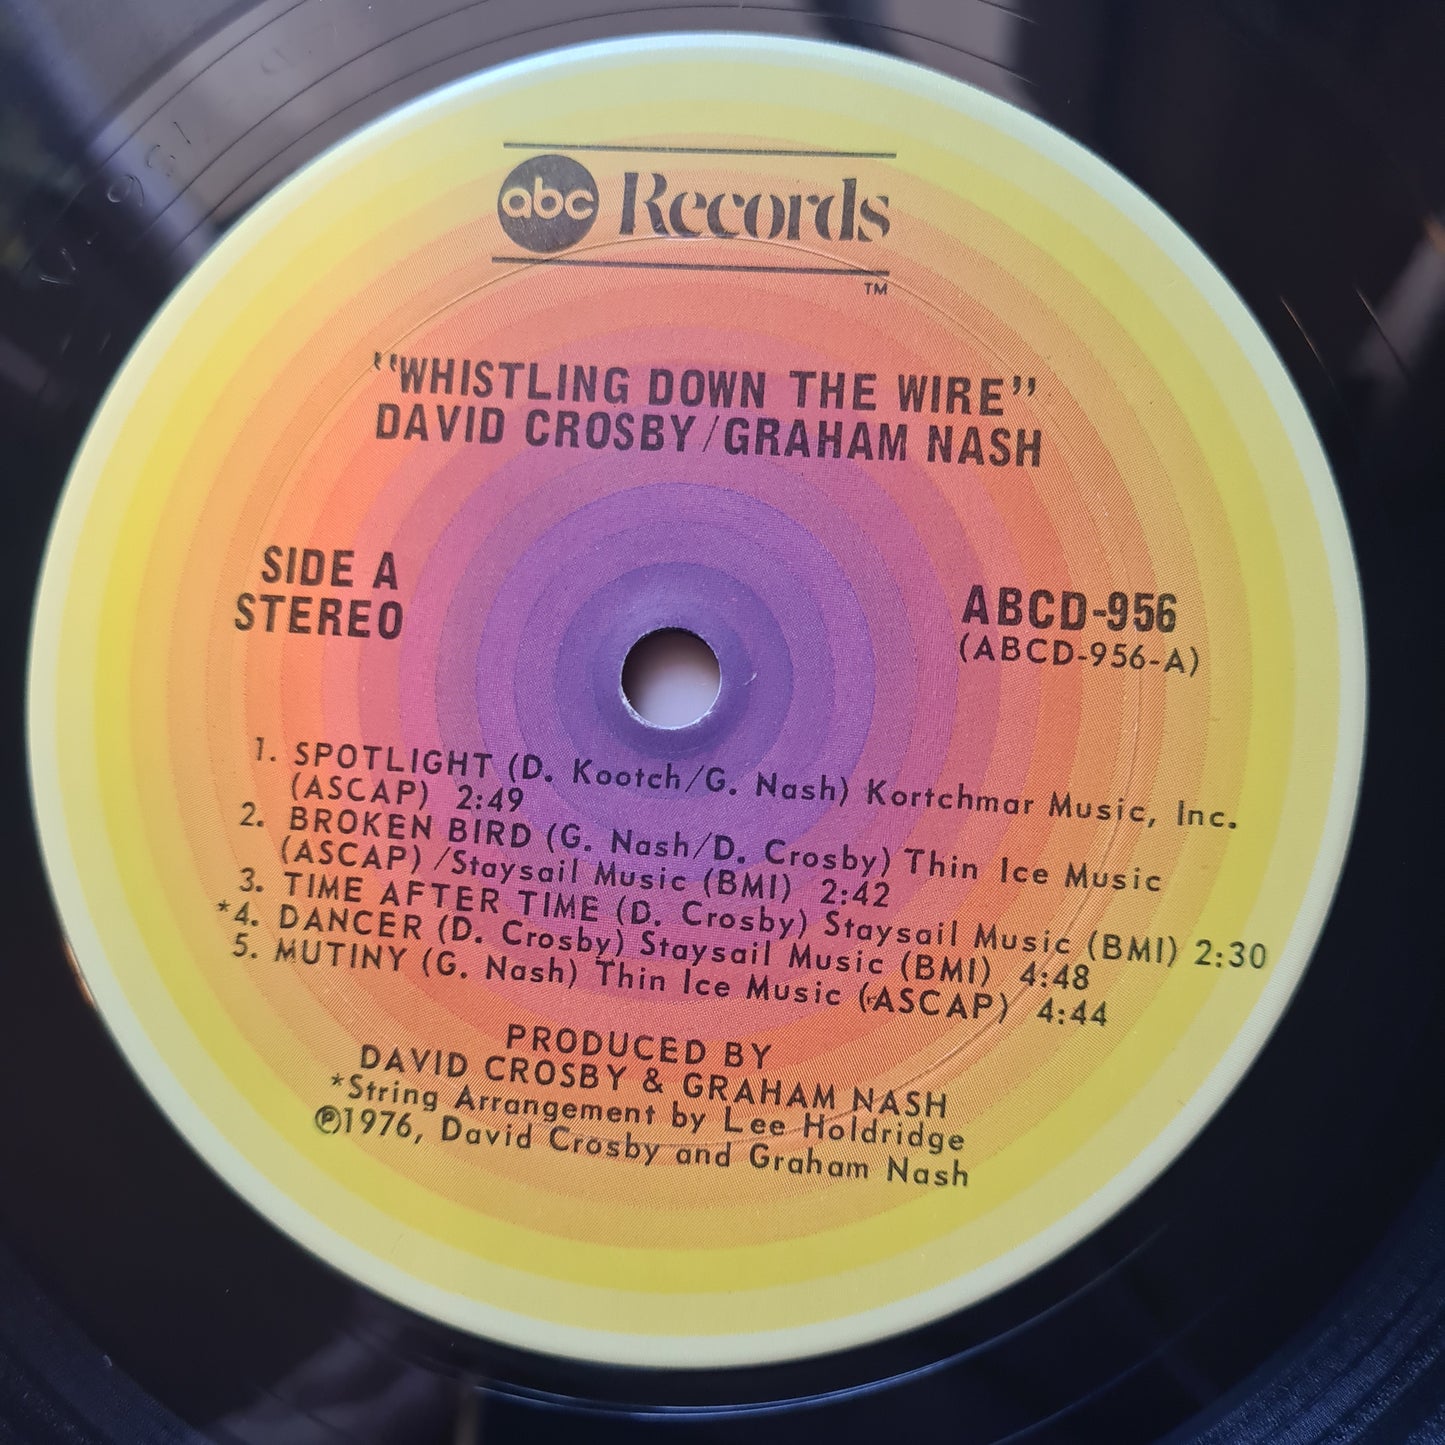 abc Records
TM
"WHISTLING DOWN THE WIRE"
DAVID CROSBY/GRAHAM NASH
SIDE A
STEREO
ABCD-956
(ABCD-956-A)
1. SPOTLIGHT (D. Kootch/G. Nash) Kortchmar Music, Inc.
(ASCAP) 2:49
2. BROKEN BIRD (G. Nash/D. Crosby) Thin Ice Music
(ASCAP)/Staysail Music (BMI) 2:42
3. TIME AFTER TIME (D. Crosby) Staysail Music (BMI) 2:30
*4. DANCER (D. Crosby) Staysail Music (BMI) 4:48
5. MUTINY (G. Nash) Thin Ice Music (ASCAP) 4:44
PRODUCED BY
DAVID CROSBY & GRAHAM NASH
*String Arrangement by Lee Holdridge
℗1976, David Crosby and Graham Nash